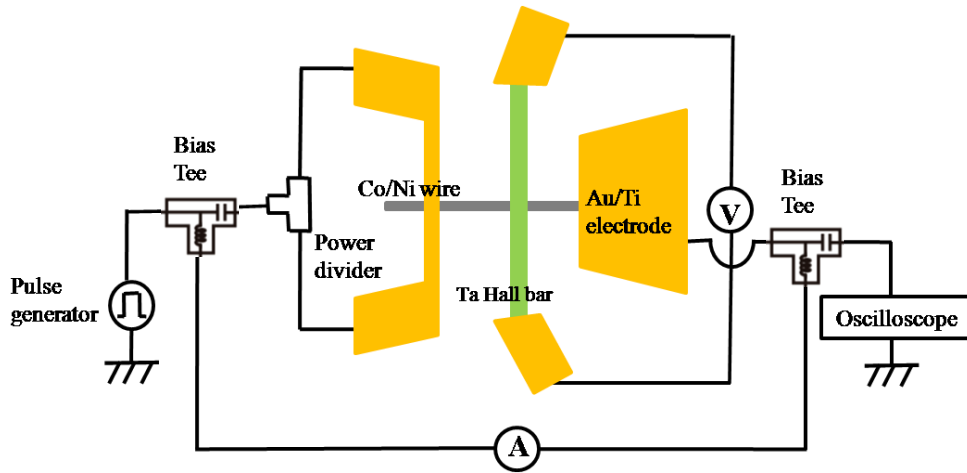 Bias
Tee
Pulse
generator
Power
divider
Co/Ni wire
Ta Hall bar
Au/Ti
electrode
V
Bias
Tee
Oscilloscope
A